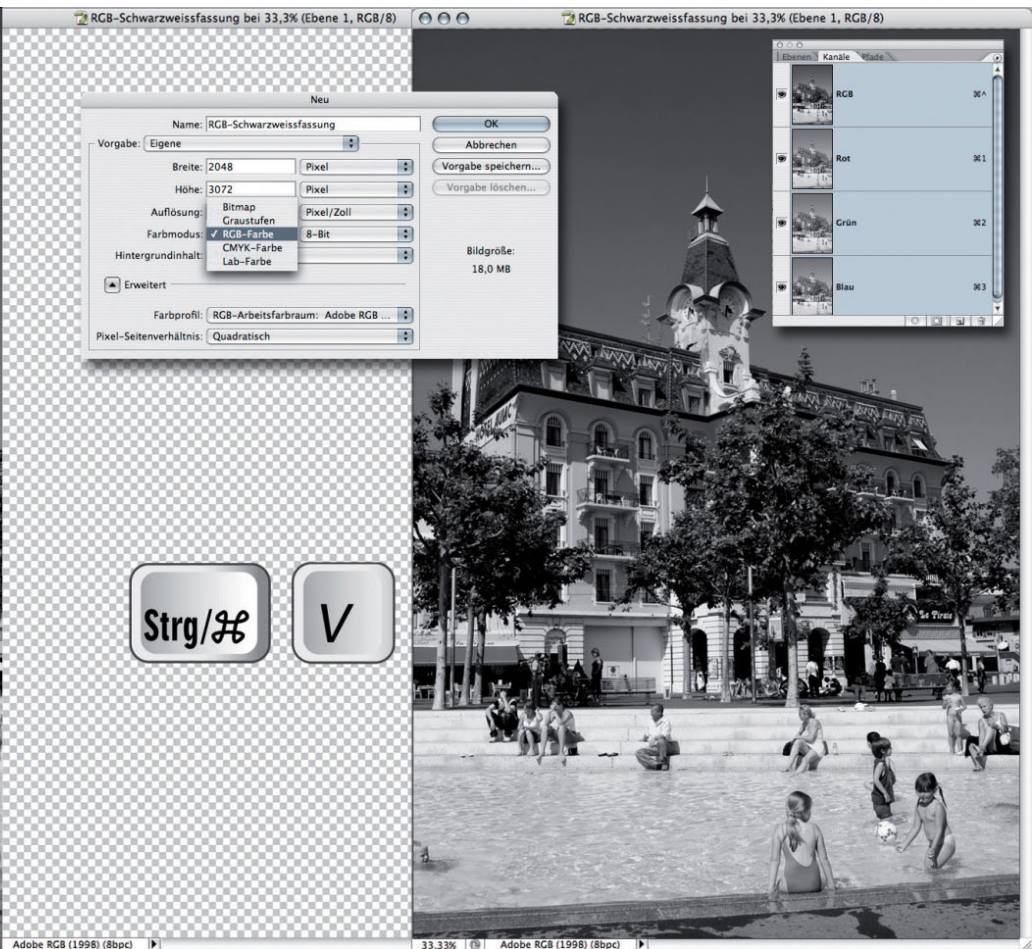 RGB-Schwarzweissfassung bei 33,3% (Ebene 1, RGB/8)
RGB-Schwarzweissfassung bei 33,3% (Ebene 1, RGB/8)
Neu
Name: RGB-Schwarzweissfassung
OK
Vorgabe: Eigene
Abbrechen
Breite: 2048 Pixel
Vorgabe speichern...
Höhe: 3072 Pixel
Vorgabe löschen...
Auflösung: Pixel/Zoll
Bitmap
Graustufen
Farbmodus: ✓ RGB-Farbe 8-Bit
CMYK-Farbe
Lab-Farbe
Hintergrundinhalt:
Bildgröße:
18,0 MB
Erweitert
Farbprofil: RGB-Arbeitsfarbraum: Adobe RGB ...
Pixel-Seitenverhältnis: Quadratisch
Ebenen Kanäle Pfade
RGB ⌘^
Rot ⌘1
Grün ⌘2
Blau ⌘3
Strg/⌘ V
Le Pirate
Adobe RGB (1998) (8bpc)
33.33% Adobe RGB (1998) (8bpc)